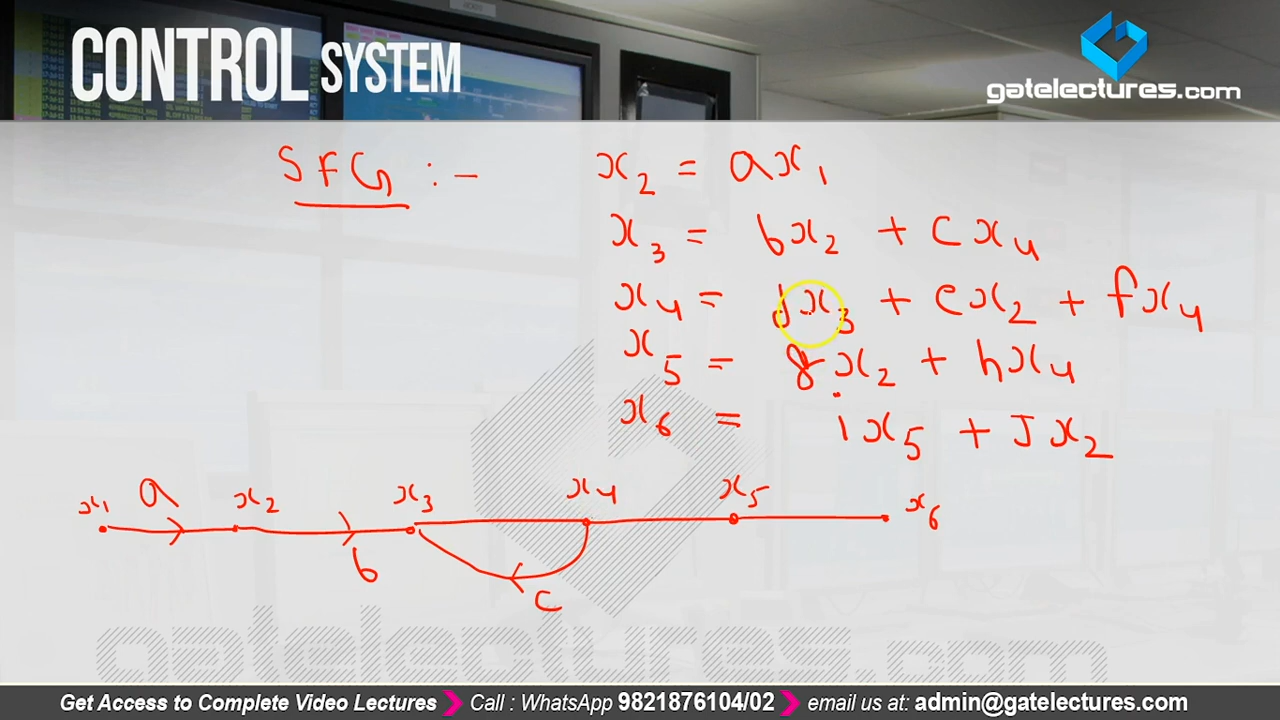 CONTROL SYSTEM
gatelectures.com
SFG :-
x2 = ax1
x3 = bx2 + cx4
x4 = dx3 + ex2 + fx4
x5 = gx2 + hx4
x6 = ix5 + Jx2
x1 a x2 x3 x4 x5 x6
b
c
gatelectures.com
Get Access to Complete Video Lectures Call : WhatsApp 9821876104/02 email us at: admin@gatelectures.com